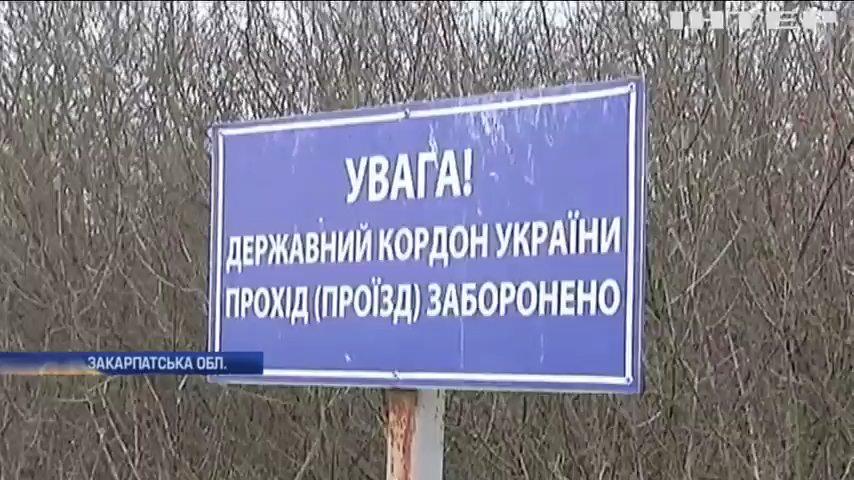 ІНТЕР
УВАГА!
ДЕРЖАВНИЙ КОРДОН УКРАЇНИ
ПРОХІД (ПРОЇЗД) ЗАБОРОНЕНО
ЗАКАРПАТСЬКА ОБЛ.